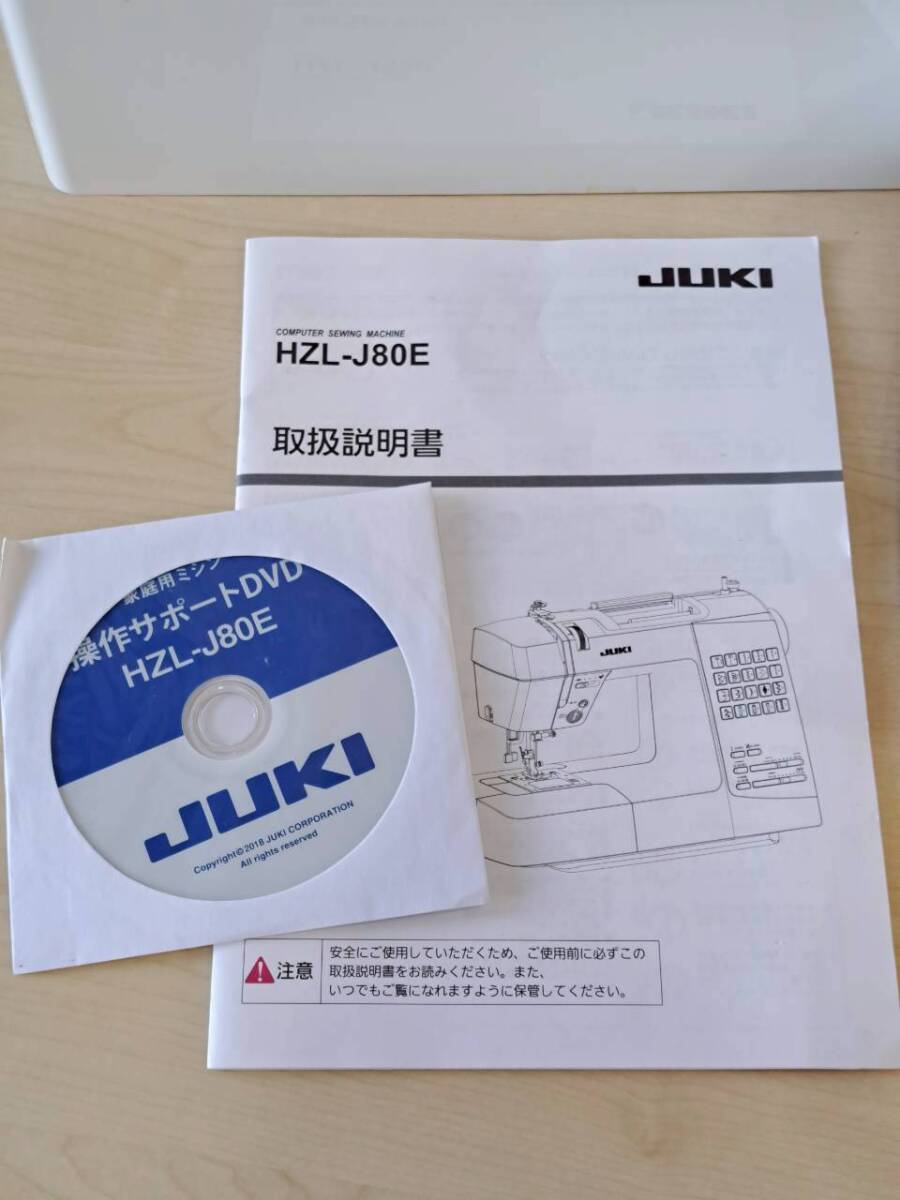 JUKI
COMPUTER SEWING MACHINE
HZL-J80E
取扱説明書
JUKI
家庭用ミシン
操作サポートDVD
HZL-J80E
JUKI
Copyright©2018 JUKI CORPORATION
All rights reserved
注意
安全にご使用していただくため、ご使用前に必ずこの
取扱説明書をお読みください。また、
いつでもご覧になれますように保管してください。